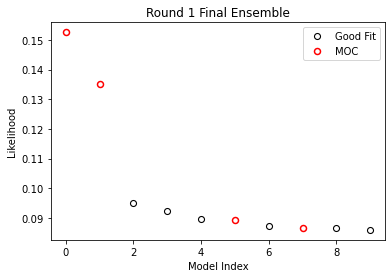 Round 1 Final Ensemble
Good Fit
MOC
0.15
0.14
0.13
0.12
0.11
0.10
0.09
Likelihood
0
2
4
6
8
Model Index